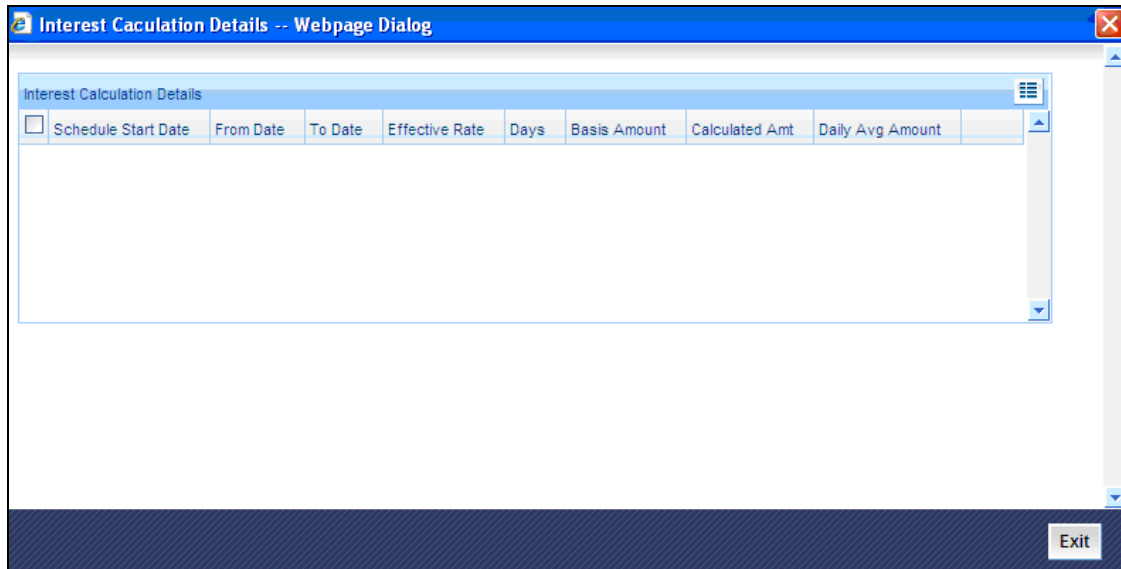 Interest Caculation Details -- Webpage Dialog
Interest Calculation Details
Schedule Start Date From Date To Date Effective Rate Days Basis Amount Calculated Amt Daily Avg Amount
Exit